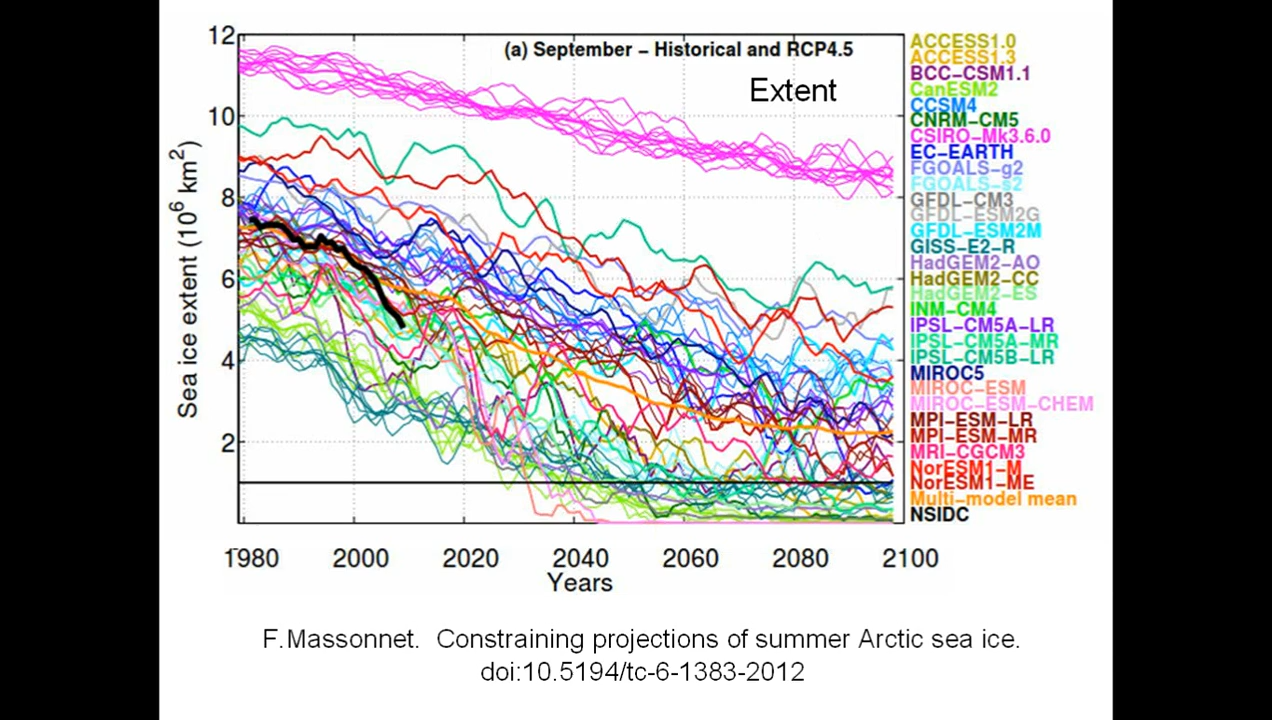 (a) September – Historical and RCP4.5
Extent
Sea ice extent (10⁶ km²)
12
10
8
6
4
2
1980 2000 2020 2040 2060 2080 2100
Years
ACCESS1.0
ACCESS1.3
BCC–CSM1.1
CanESM2
CCSM4
CNRM–CM5
CSIRO–Mk3.6.0
EC–EARTH
FGOALS–g2
FGOALS–s2
GFDL–CM3
GFDL–ESM2G
GFDL–ESM2M
GISS–E2–R
HadGEM2–AO
HadGEM2–CC
HadGEM2–ES
INM–CM4
IPSL–CM5A–LR
IPSL–CM5A–MR
IPSL–CM5B–LR
MIROC5
MIROC–ESM
MIROC–ESM–CHEM
MPI–ESM–LR
MPI–ESM–MR
MRI–CGCM3
NorESM1–M
NorESM1–ME
Multi–model mean
NSIDC
F.Massonnet. Constraining projections of summer Arctic sea ice.
doi:10.5194/tc-6-1383-2012